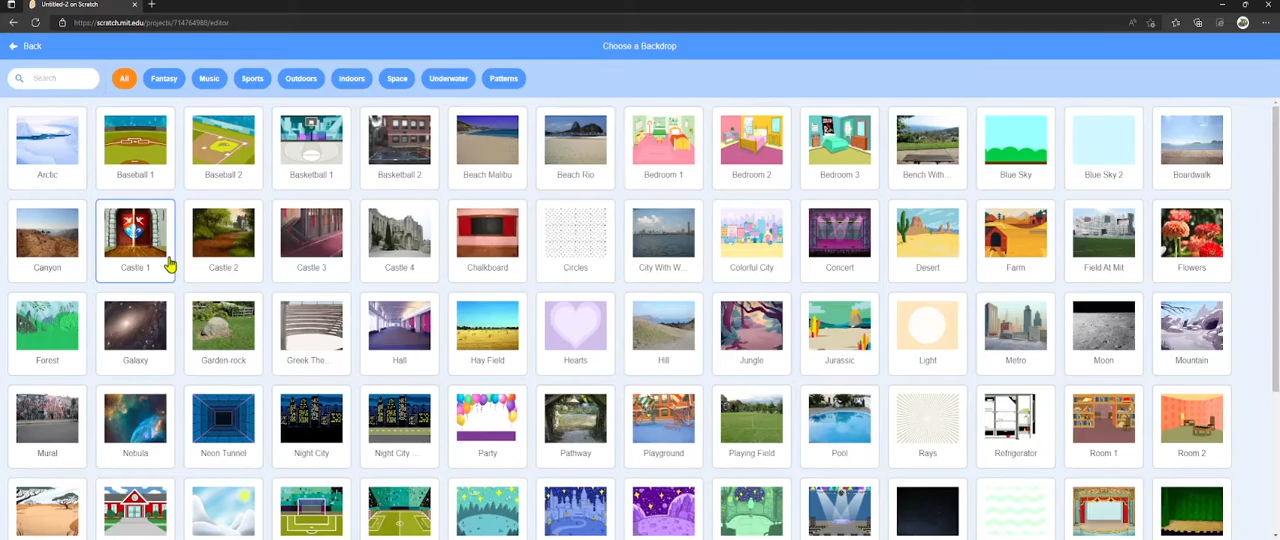 Untitled-2 on Scratch
https://scratch.mit.edu/projects/714764988/editor
Back
Choose a Backdrop
Search
All
Fantasy
Music
Sports
Outdoors
Indoors
Space
Underwater
Patterns
Arctic
Baseball 1
Baseball 2
Basketball 1
Basketball 2
Beach Malibu
Beach Rio
Bedroom 1
Bedroom 2
Bedroom 3
Bench With...
Blue Sky
Blue Sky 2
Boardwalk
Canyon
Castle 1
Castle 2
Castle 3
Castle 4
Chalkboard
Circles
City With W...
Colorful City
Concert
Desert
Farm
Field At Mit
Flowers
Forest
Galaxy
Garden-rock
Greek The...
Hall
Hay Field
Hearts
Hill
Jungle
Jurassic
Light
Metro
Moon
Mountain
Mural
Nebula
Neon Tunnel
Night City
Night City ...
Party
Pathway
Playground
Playing Field
Pool
Rays
Refrigerator
Room 1
Room 2